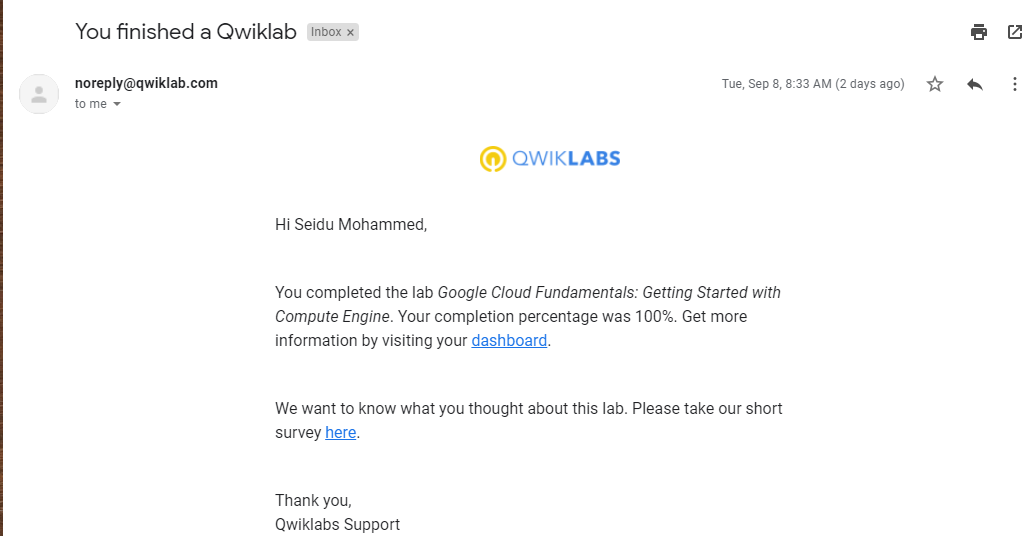 You finished a Qwiklab Inbox ×
noreply@qwiklab.com Tue, Sep 8, 8:33 AM (2 days ago)
to me
QWIKLABS
Hi Seidu Mohammed,
You completed the lab Google Cloud Fundamentals: Getting Started with
Compute Engine. Your completion percentage was 100%. Get more
information by visiting your dashboard.
We want to know what you thought about this lab. Please take our short
survey here.
Thank you,
Qwiklabs Support